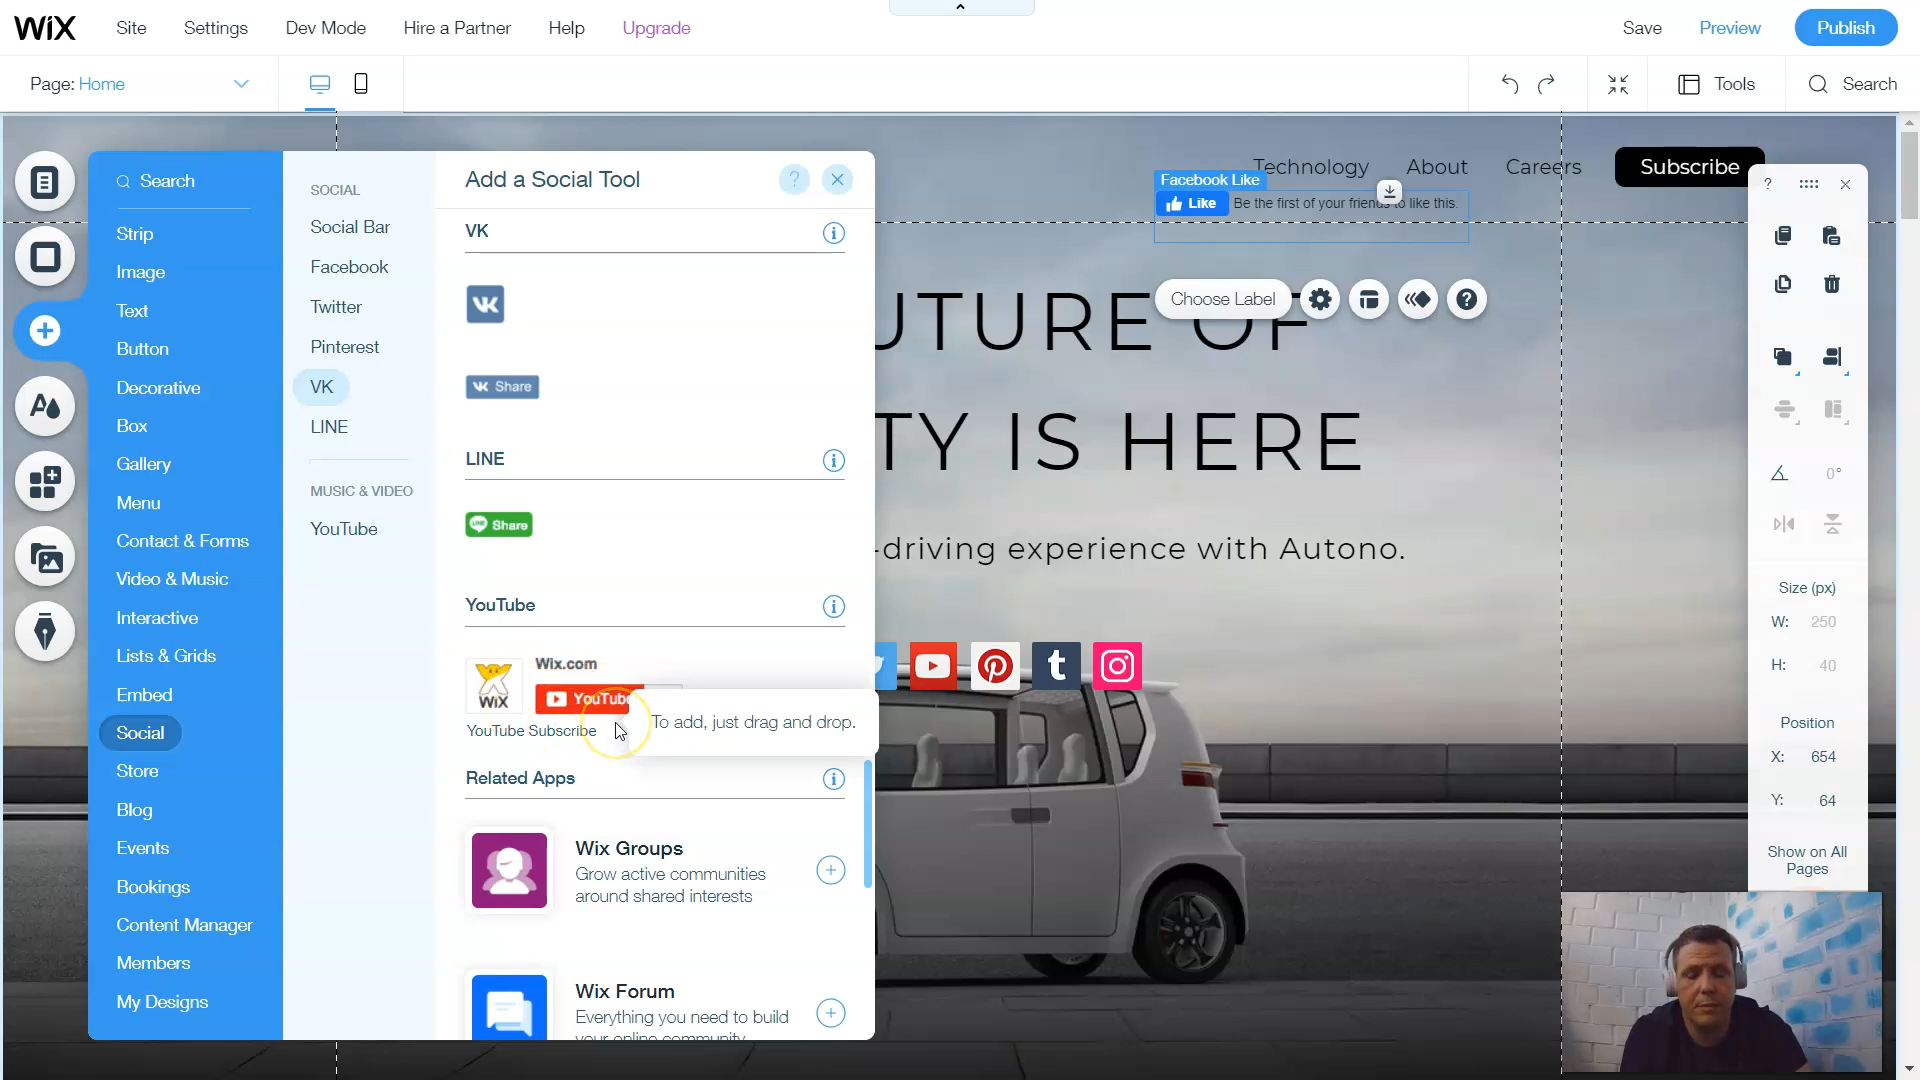 WiX
Site
Settings
Dev Mode
Hire a Partner
Help
Upgrade
Save
Preview
Publish
Page: Home
Tools
Search
Search
Strip
Image
Text
Button
Decorative
Box
Gallery
Menu
Contact & Forms
Video & Music
Interactive
Lists & Grids
Embed
Social
Store
Blog
Events
Bookings
Content Manager
Members
My Designs
SOCIAL
Social Bar
Facebook
Twitter
Pinterest
VK
LINE
MUSIC & VIDEO
YouTube
Add a Social Tool
?
VK
Share
LINE
LINE
Share
YouTube
Wix.com
WiX
YouTube
YouTube Subscribe
To add, just drag and drop.
Related Apps
Wix Groups
Grow active communities
around shared interests
Wix Forum
Everything you need to build
your online community
Technology
About
Careers
Subscribe
Facebook Like
Like
Be the first of your friends to like this.
Choose Label
?
UTURE OF
TY IS HERE
-driving experience with Autono.
t
?
0°
Size (px)
W: 250
H: 40
Position
X: 654
Y: 64
Show on All
Pages